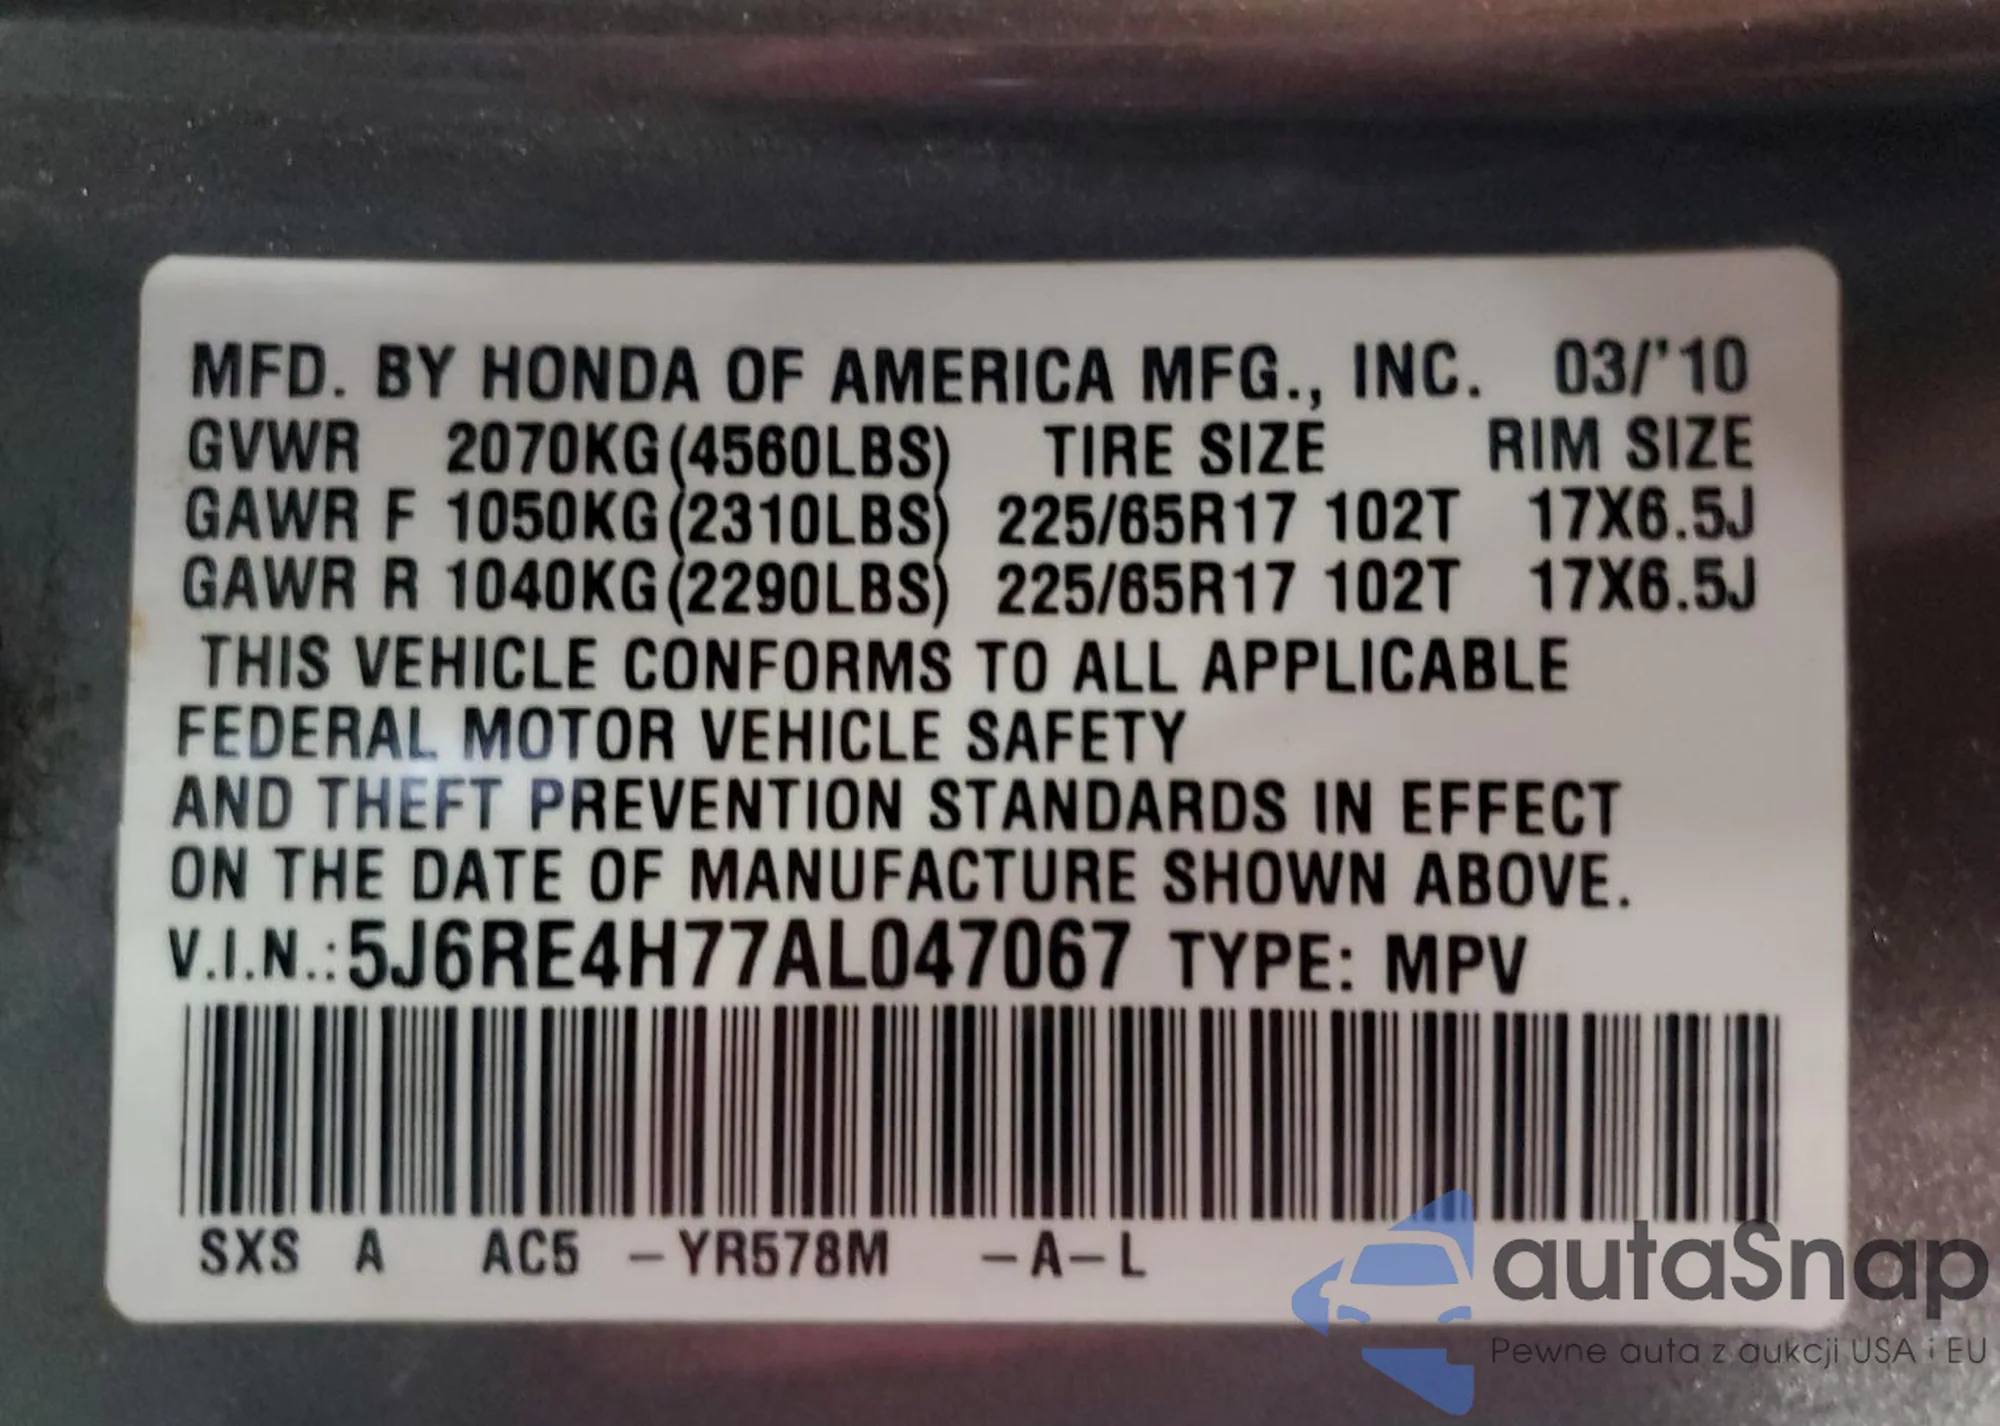 MFD. BY HONDA OF AMERICA MFG., INC. 03/'10
GVWR 2070KG(4560LBS) TIRE SIZE RIM SIZE
GAWR F 1050KG(2310LBS) 225/65R17 102T 17X6.5J
GAWR R 1040KG(2290LBS) 225/65R17 102T 17X6.5J
THIS VEHICLE CONFORMS TO ALL APPLICABLE
FEDERAL MOTOR VEHICLE SAFETY
AND THEFT PREVENTION STANDARDS IN EFFECT
ON THE DATE OF MANUFACTURE SHOWN ABOVE.
V.I.N.:5J6RE4H77AL047067 TYPE: MPV
SXS A AC5 -YR578M -A-L
autaSnap
Pewne auta z aukcji USA i EU